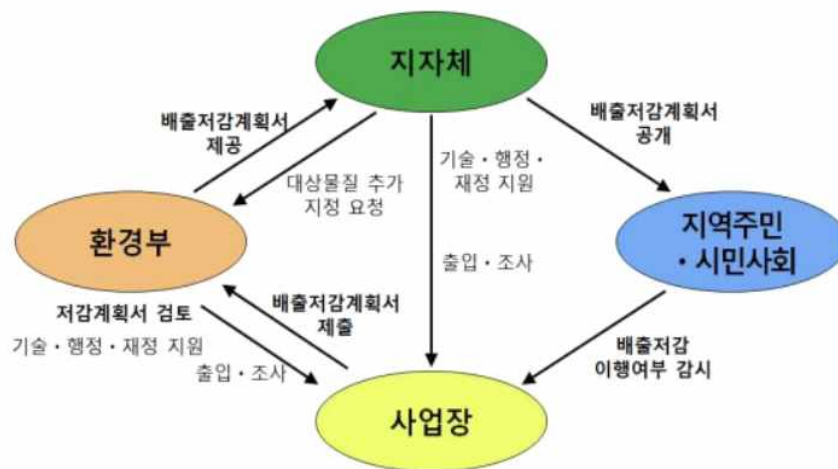 지자체
배출저감계획서
제공
배출저감계획서
공개
대상물질 추가
지정 요청
기술·행정·
재정 지원
환경부
지역주민
·시민사회
출입·조사
저감계획서 검토
배출저감계획서
제출
기술·행정·재정 지원
출입·조사
배출저감
이행여부 감시
사업장